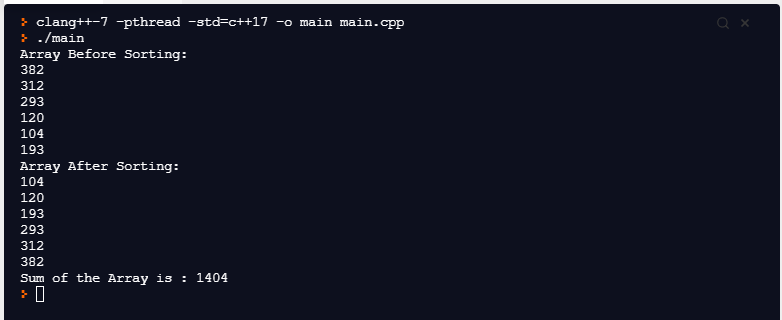 clang++-7 -pthread -std=c++17 -o main main.cpp
./main
Array Before Sorting:
382
312
293
120
104
193
Array After Sorting:
104
120
193
293
312
382
Sum of the Array is : 1404